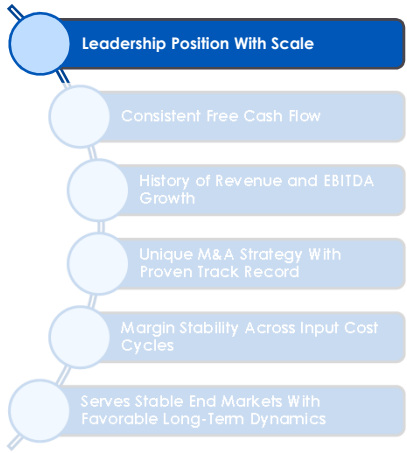 Leadership Position With Scale
Consistent Free Cash Flow
History of Revenue and EBITDA
Growth
Unique M&A Strategy With
Proven Track Record
Margin Stability Across Input Cost
Cycles
Serves Stable End Markets With
Favorable Long-Term Dynamics